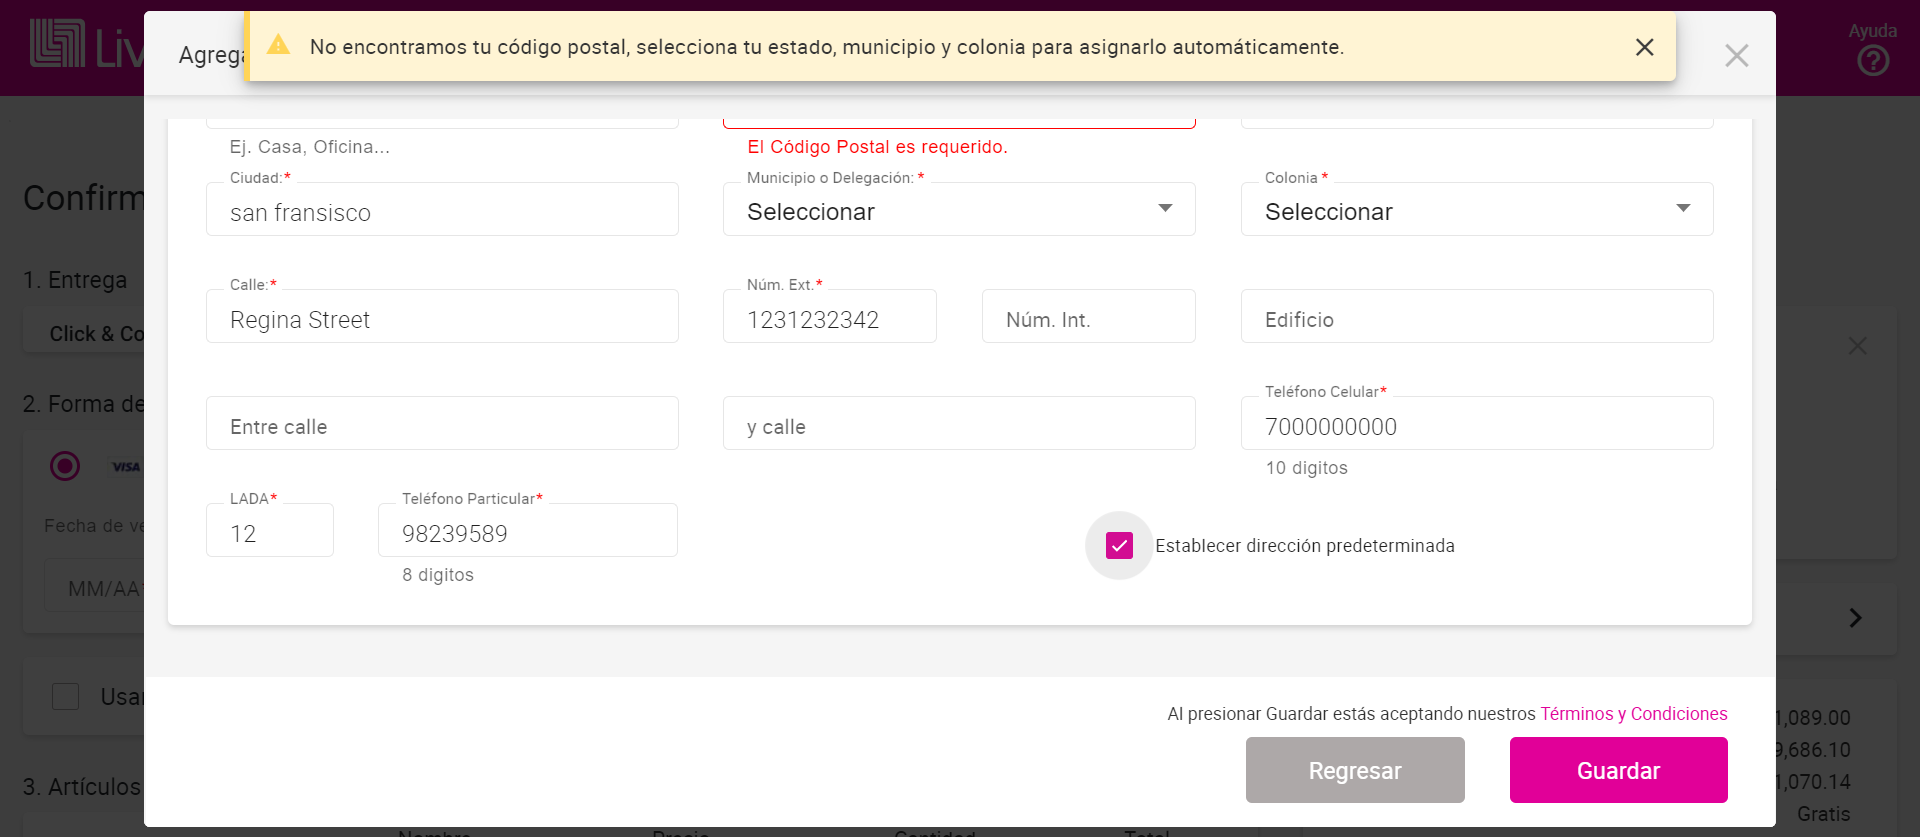 Ayuda
No encontramos tu código postal, selecciona tu estado, municipio y colonia para asignarlo automáticamente.
Ej. Casa, Oficina...
El Código Postal es requerido.
Ciudad:*
san fransisco
Municipio o Delegación: *
Seleccionar
Colonia *
Seleccionar
Calle:*
Regina Street
Núm. Ext.*
1231232342
Núm. Int.
Edificio
Entre calle
y calle
Teléfono Celular*
7000000000
10 digitos
LADA*
12
Teléfono Particular*
98239589
8 digitos
Establecer dirección predeterminada
Al presionar Guardar estás aceptando nuestros Términos y Condiciones
Regresar
Guardar
1. Entrega
Click & Co
2. Forma de
VISA
Fecha de ve
MM/AA
3. Artículos
1,089.00
9,686.10
1,070.14
Gratis